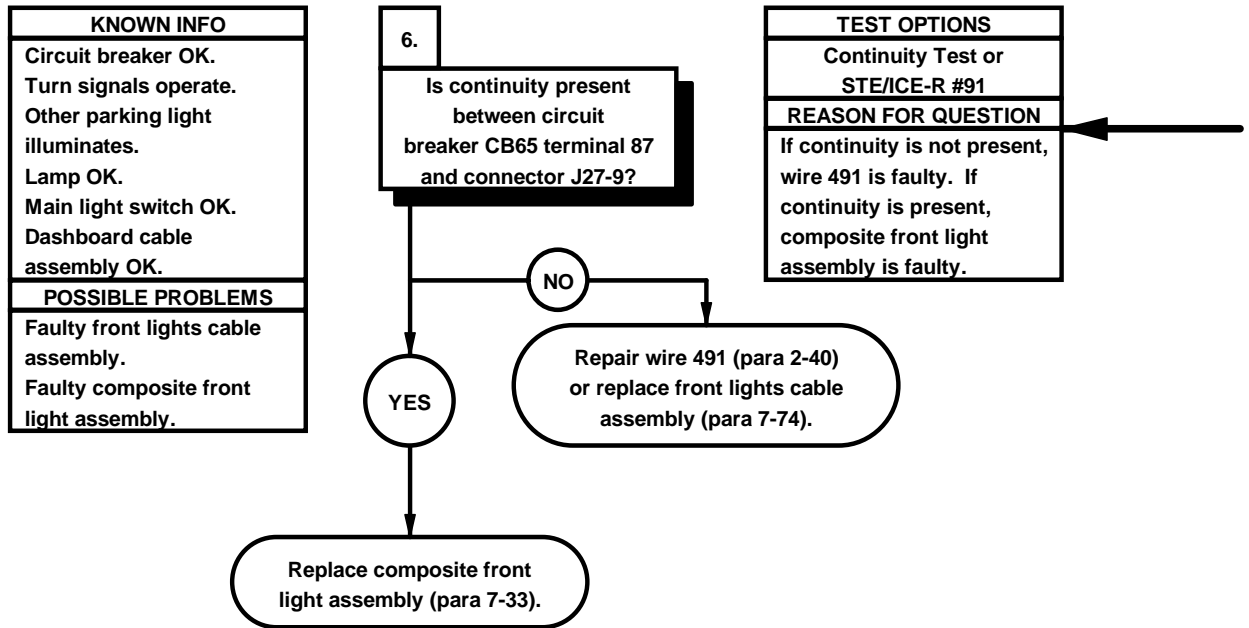 KNOWN INFO
Circuit breaker OK.
Turn signals operate.
Other parking light
illuminates.
Lamp OK.
Main light switch OK.
Dashboard cable
assembly OK.
POSSIBLE PROBLEMS
Faulty front lights cable
assembly.
Faulty composite front
light assembly.
6.
Is continuity present
between circuit
breaker CB65 terminal 87
and connector J27-9?
TEST OPTIONS
Continuity Test or
STE/ICE-R #91
REASON FOR QUESTION
If continuity is not present,
wire 491 is faulty. If
continuity is present,
composite front light
assembly is faulty.
NO
Repair wire 491 (para 2-40)
or replace front lights cable
assembly (para 7-74).
YES
Replace composite front
light assembly (para 7-33).